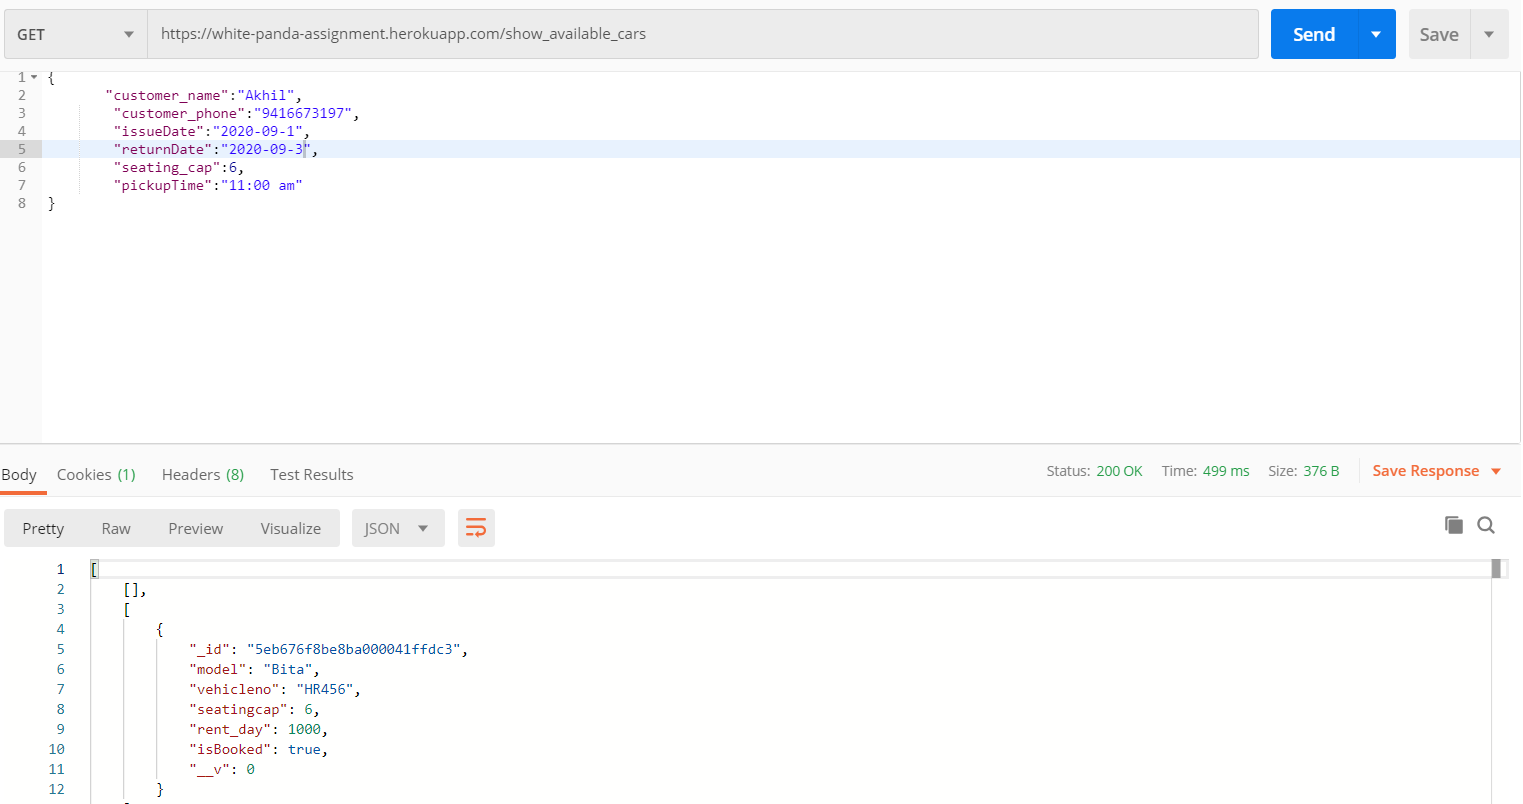 GET https://white-panda-assignment.herokuapp.com/show_available_cars Send Save
1 {
2 "customer_name":"Akhil",
3 "customer_phone":"9416673197",
4 "issueDate":"2020-09-1",
5 "returnDate":"2020-09-3",
6 "seating_cap":6,
7 "pickupTime":"11:00 am"
8 }
Body Cookies (1) Headers (8) Test Results Status: 200 OK Time: 499 ms Size: 376 B Save Response
Pretty Raw Preview Visualize JSON
1 [
2 [],
3 [
4 {
5 "_id": "5eb676f8be8ba000041ffdc3",
6 "model": "Bita",
7 "vehicleno": "HR456",
8 "seatingcap": 6,
9 "rent_day": 1000,
10 "isBooked": true,
11 "__v": 0
12 }